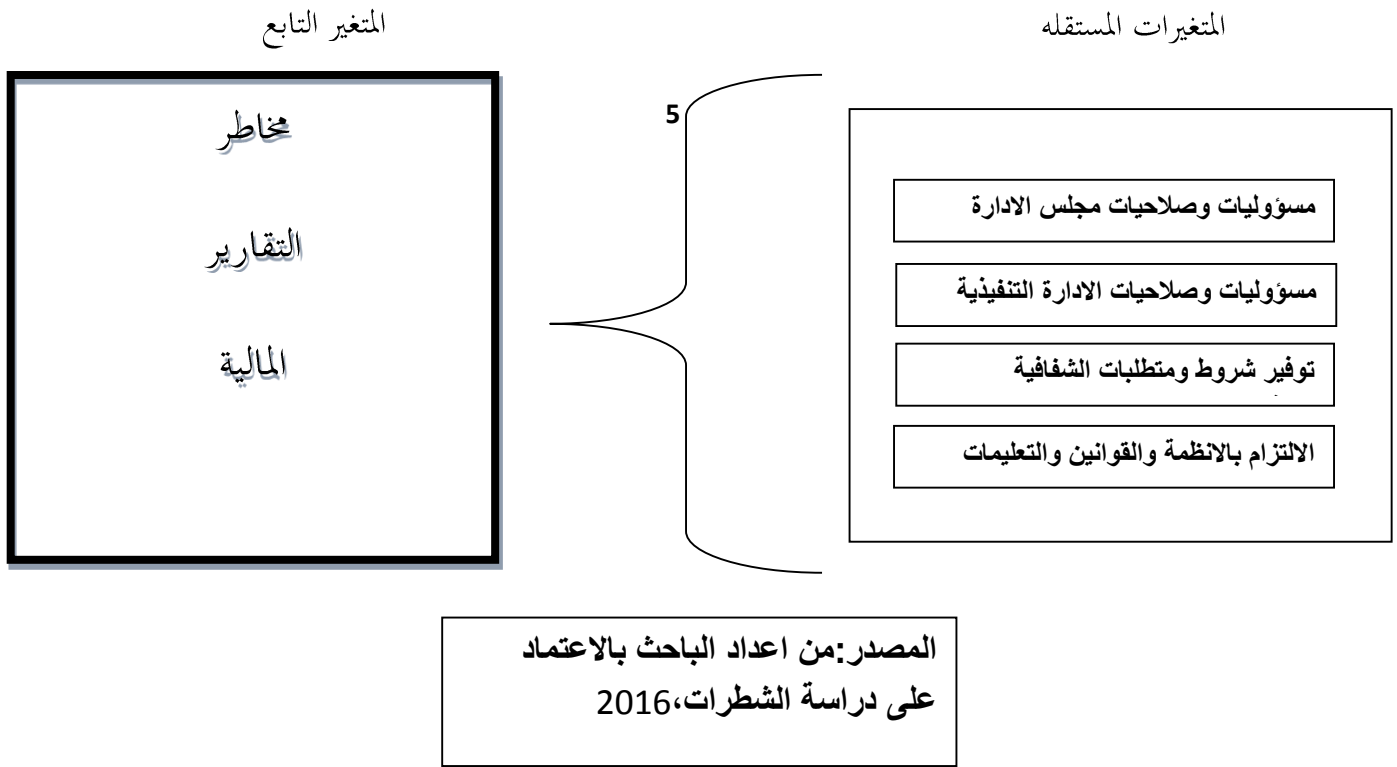 المتغيرات المستقله
المتغير التابع
مسؤوليات وصلاحيات مجلس الادارة
مسؤوليات وصلاحيات الادارة التنفيذية
توفير شروط ومتطلبات الشفافية
الالتزام بالانظمة والقوانين والتعليمات
5
مخاطر
التقارير
المالية
المصدر:من اعداد الباحث بالاعتماد
على دراسة الشطرات،2016